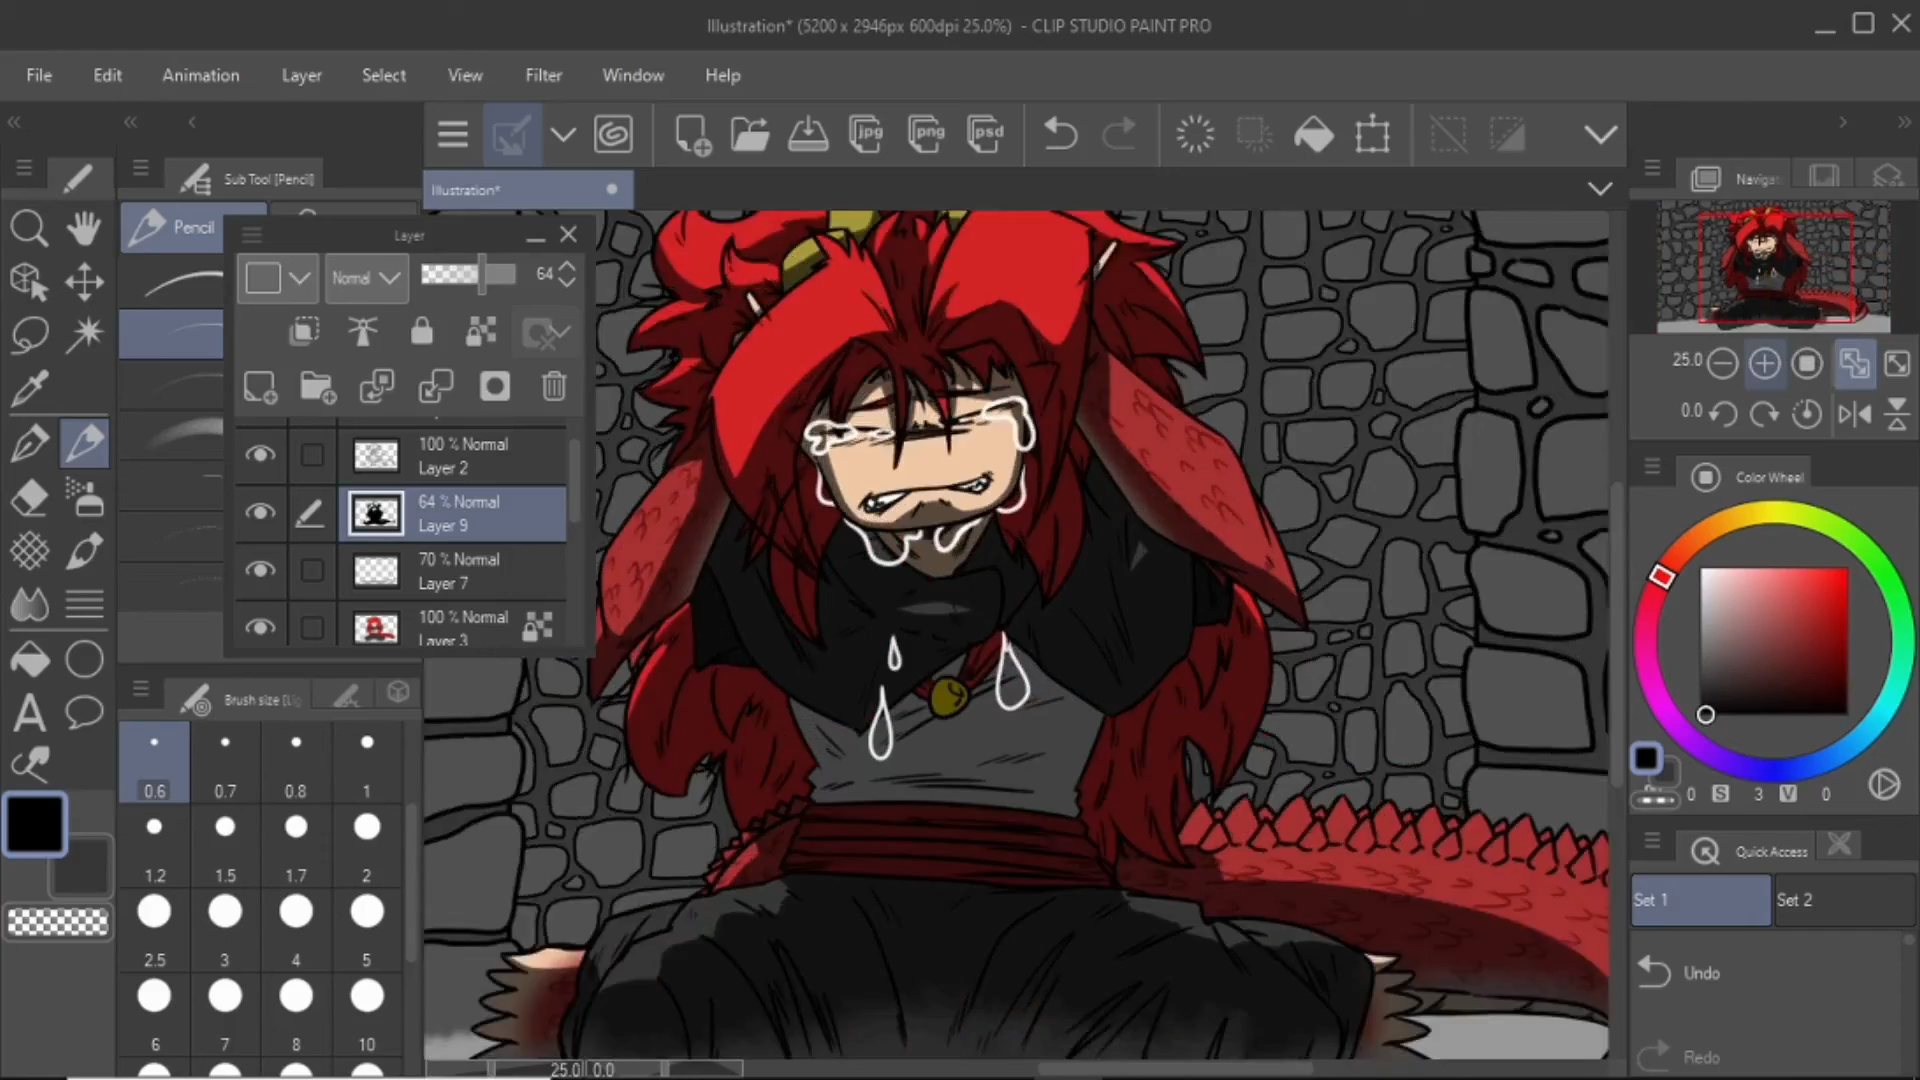 Illustration* (5200 x 2946px 600dpi 25.0%) - CLIP STUDIO PAINT PRO
File Edit Animation Layer Select View Filter Window Help
jpg png psd
Sub Tool [Pencil]
Illustration*
Pencil
Layer
Normal 64
100 % Normal
Layer 2
64 % Normal
Layer 9
70 % Normal
Layer 7
100 % Normal
Layer 3
Brush size
0.6 0.7 0.8 1
1.2 1.5 1.7 2
2.5 3 4 5
6 7 8 10
25.0 0.0
25.0
0.0
Color Wheel
0 S 3 V 0
Quick Access
Set 1 Set 2
Undo
Redo